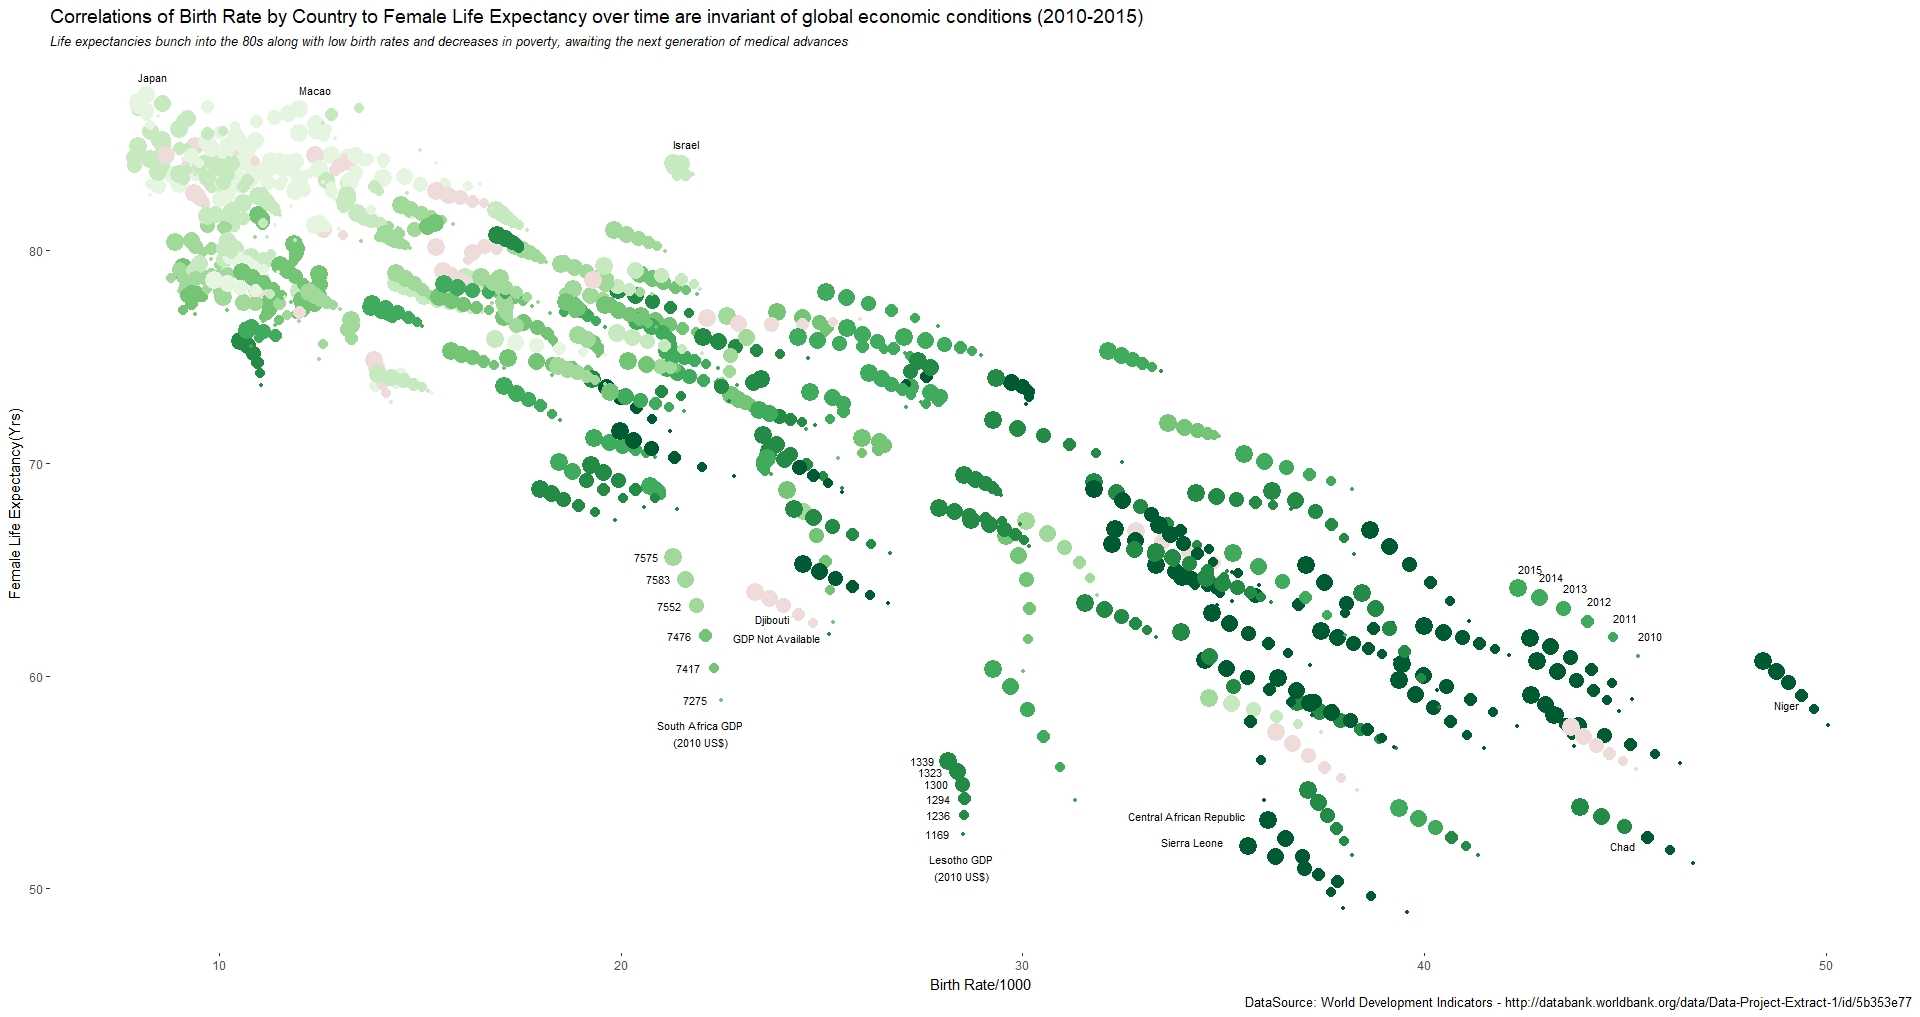 Correlations of Birth Rate by Country to Female Life Expectancy over time are invariant of global economic conditions (2010-2015)
Life expectancies bunch into the 80s along with low birth rates and decreases in poverty, awaiting the next generation of medical advances
Japan
Macao
Israel
80
70
60
50
Female Life Expectancy(Yrs)
7575
7583
7552
7476
7417
7275
South Africa GDP
(2010 US$)
Djibouti
GDP Not Available
2015
2014
2013
2012
2011
2010
Niger
1339
1323
1300
1294
1236
1169
Lesotho GDP
(2010 US$)
Central African Republic
Sierra Leone
Chad
10
20
30
40
50
Birth Rate/1000
DataSource: World Development Indicators - http://databank.worldbank.org/data/Data-Project-Extract-1/id/5b353e77